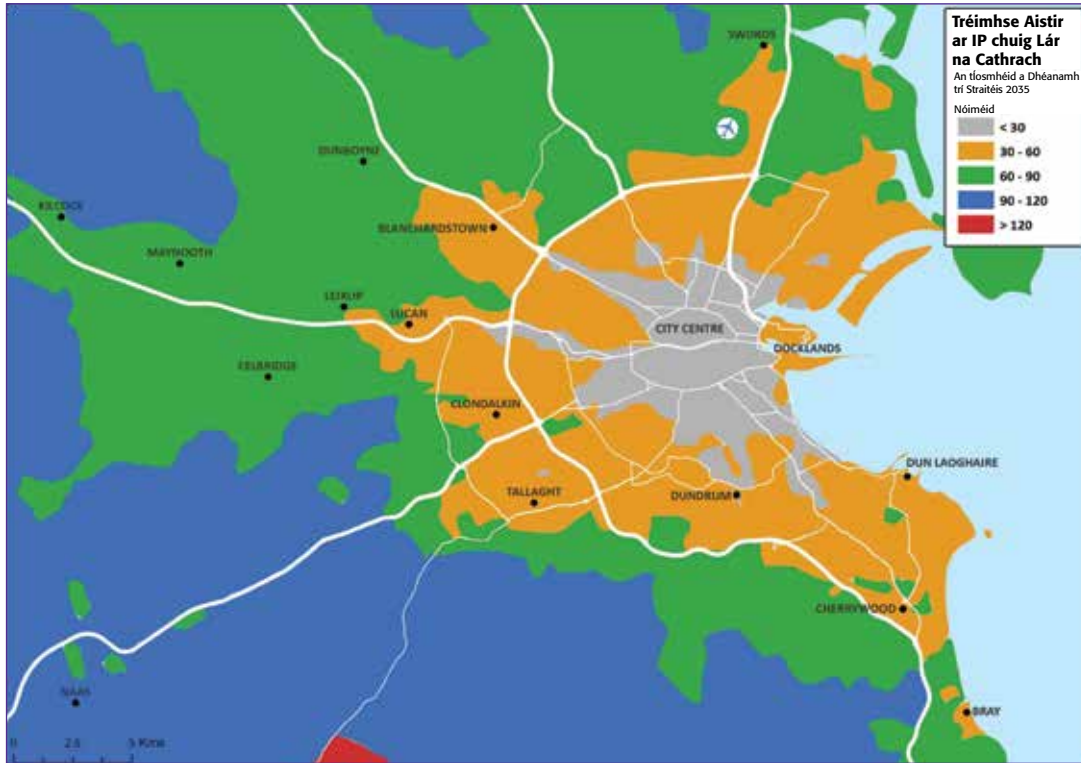 Tréimhse Aistir
ar IP chuig Lár
na Cathrach
An tIosmhéid a Dhéanamh
trí Straitéis 2035
Nóiméid
< 30
30 - 60
60 - 90
90 - 120
> 120
SWORDS
DUNBOYNE
KILCOCK
BLANCHARDSTOWN
MAYNOOTH
LEIXLIP
LUCAN
CITY CENTRE
DOCKLANDS
CELBRIDGE
CLONDALKIN
DUN LAOGHAIRE
TALLAGHT
DUNDRUM
CHERRYWOOD
NAAS
BRAY
0 2.5 5 Kms